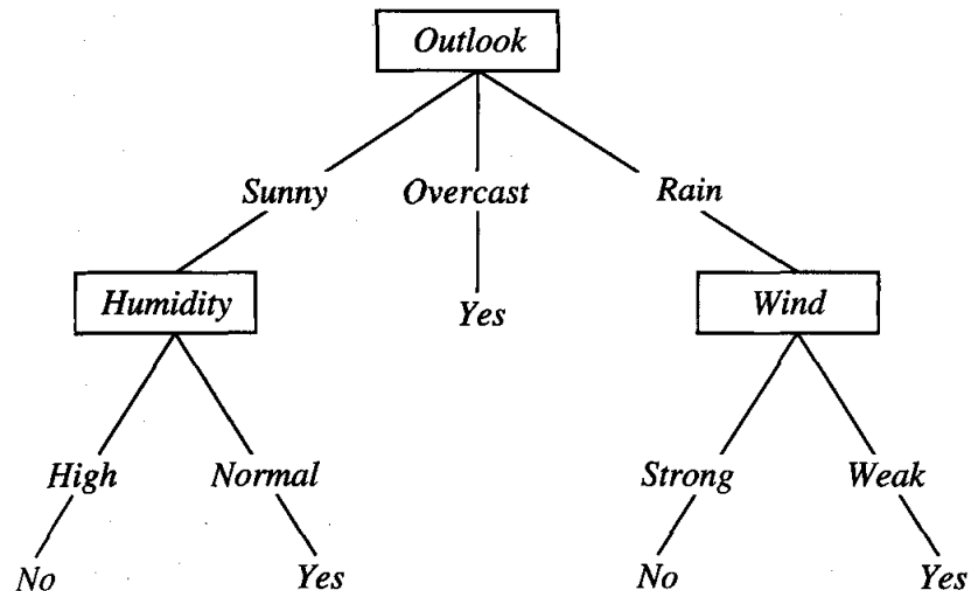 Outlook
Sunny Overcast Rain
Humidity Yes Wind
High Normal Strong Weak
No Yes No Yes